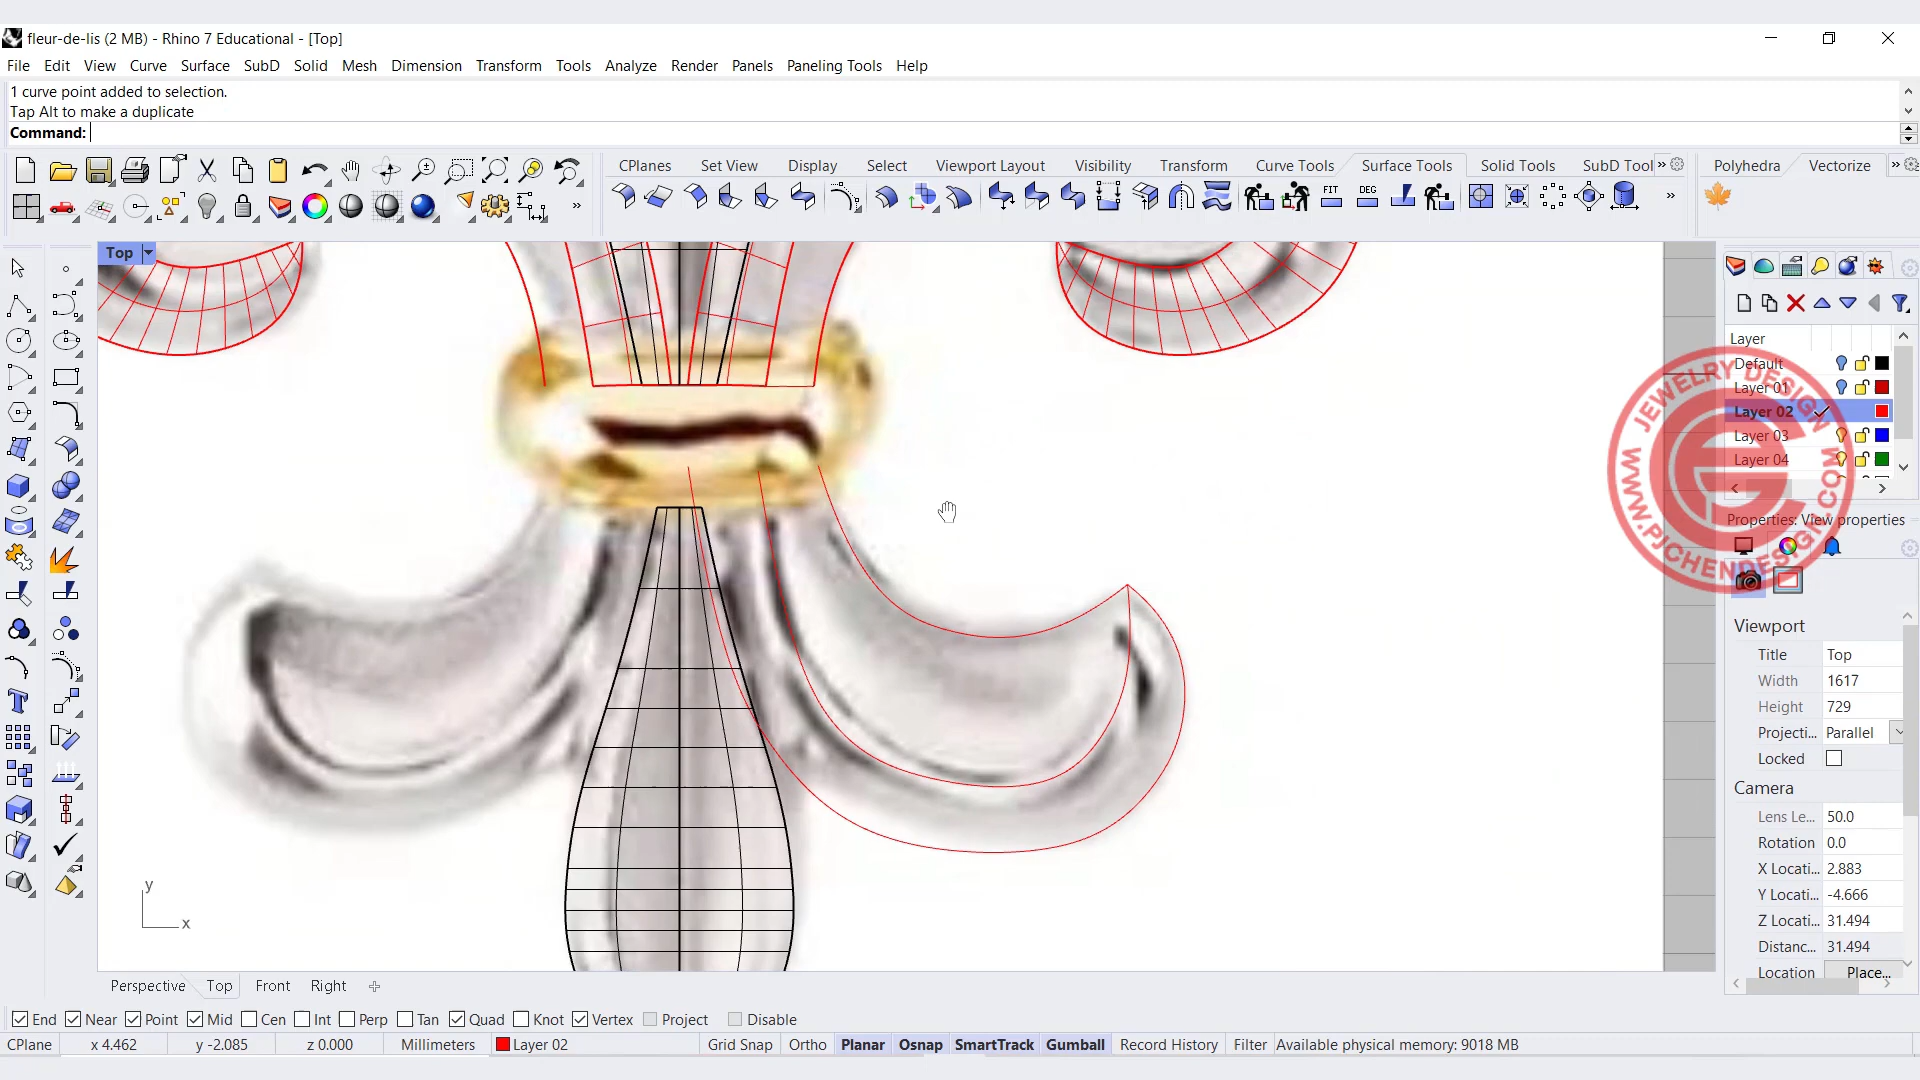 fleur-de-lis (2 MB) - Rhino 7 Educational - [Top]
File Edit View Curve Surface SubD Solid Mesh Dimension Transform Tools Analyze Render Panels Paneling Tools Help
1 curve point added to selection.
Tap Alt to make a duplicate
Command:
CPlanes Set View Display Select Viewport Layout Visibility Transform Curve Tools Surface Tools Solid Tools SubD Tool » Polyhedra Vectorize »
FIT DEG
Top
Layer
Default
Layer 01
Layer 02
Layer 03
Layer 04
JEWELRY DESIGN
WWW.PJCHENDESIGN.COM
Properties: View properties
Viewport
Title Top
Width 1617
Height 729
Projecti... Parallel
Locked
Camera
Lens Le... 50.0
Rotation 0.0
X Locati... 2.883
Y Locati... -4.666
Z Locati... 31.494
Distanc... 31.494
Location Place...
y
x
Perspective Top Front Right
End Near Point Mid Cen Int Perp Tan Quad Knot Vertex Project Disable
CPlane x 4.462 y -2.085 z 0.000 Millimeters Layer 02 Grid Snap Ortho Planar Osnap SmartTrack Gumball Record History Filter Available physical memory: 9018 MB